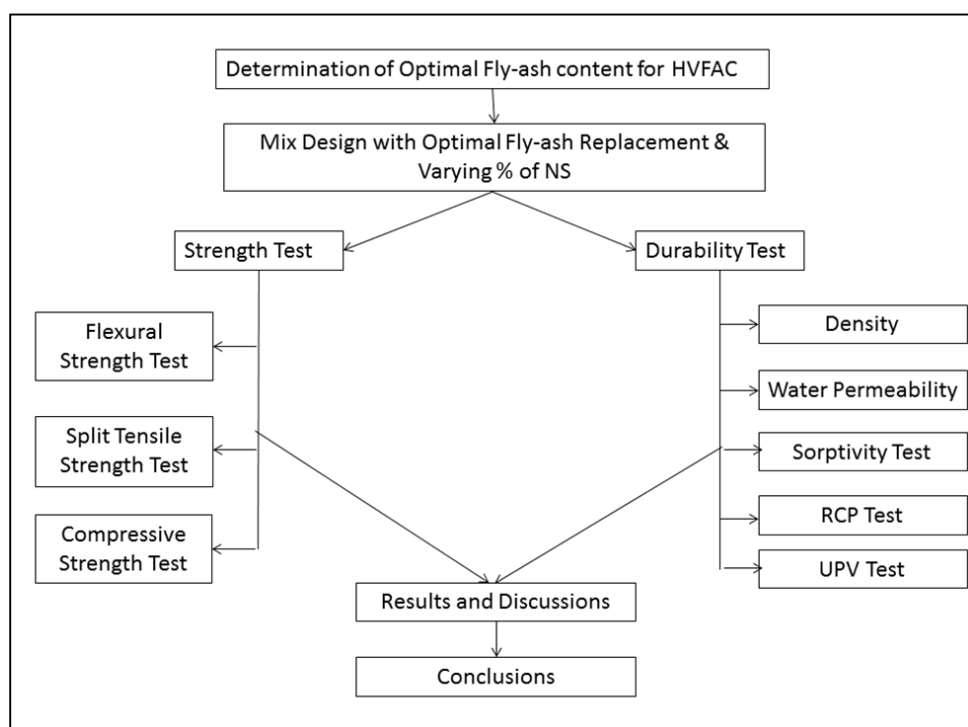 Determination of Optimal Fly-ash content for HVFAC
Mix Design with Optimal Fly-ash Replacement &
Varying % of NS
Strength Test
Durability Test
Flexural
Strength Test
Split Tensile
Strength Test
Compressive
Strength Test
Density
Water Permeability
Sorptivity Test
RCP Test
UPV Test
Results and Discussions
Conclusions